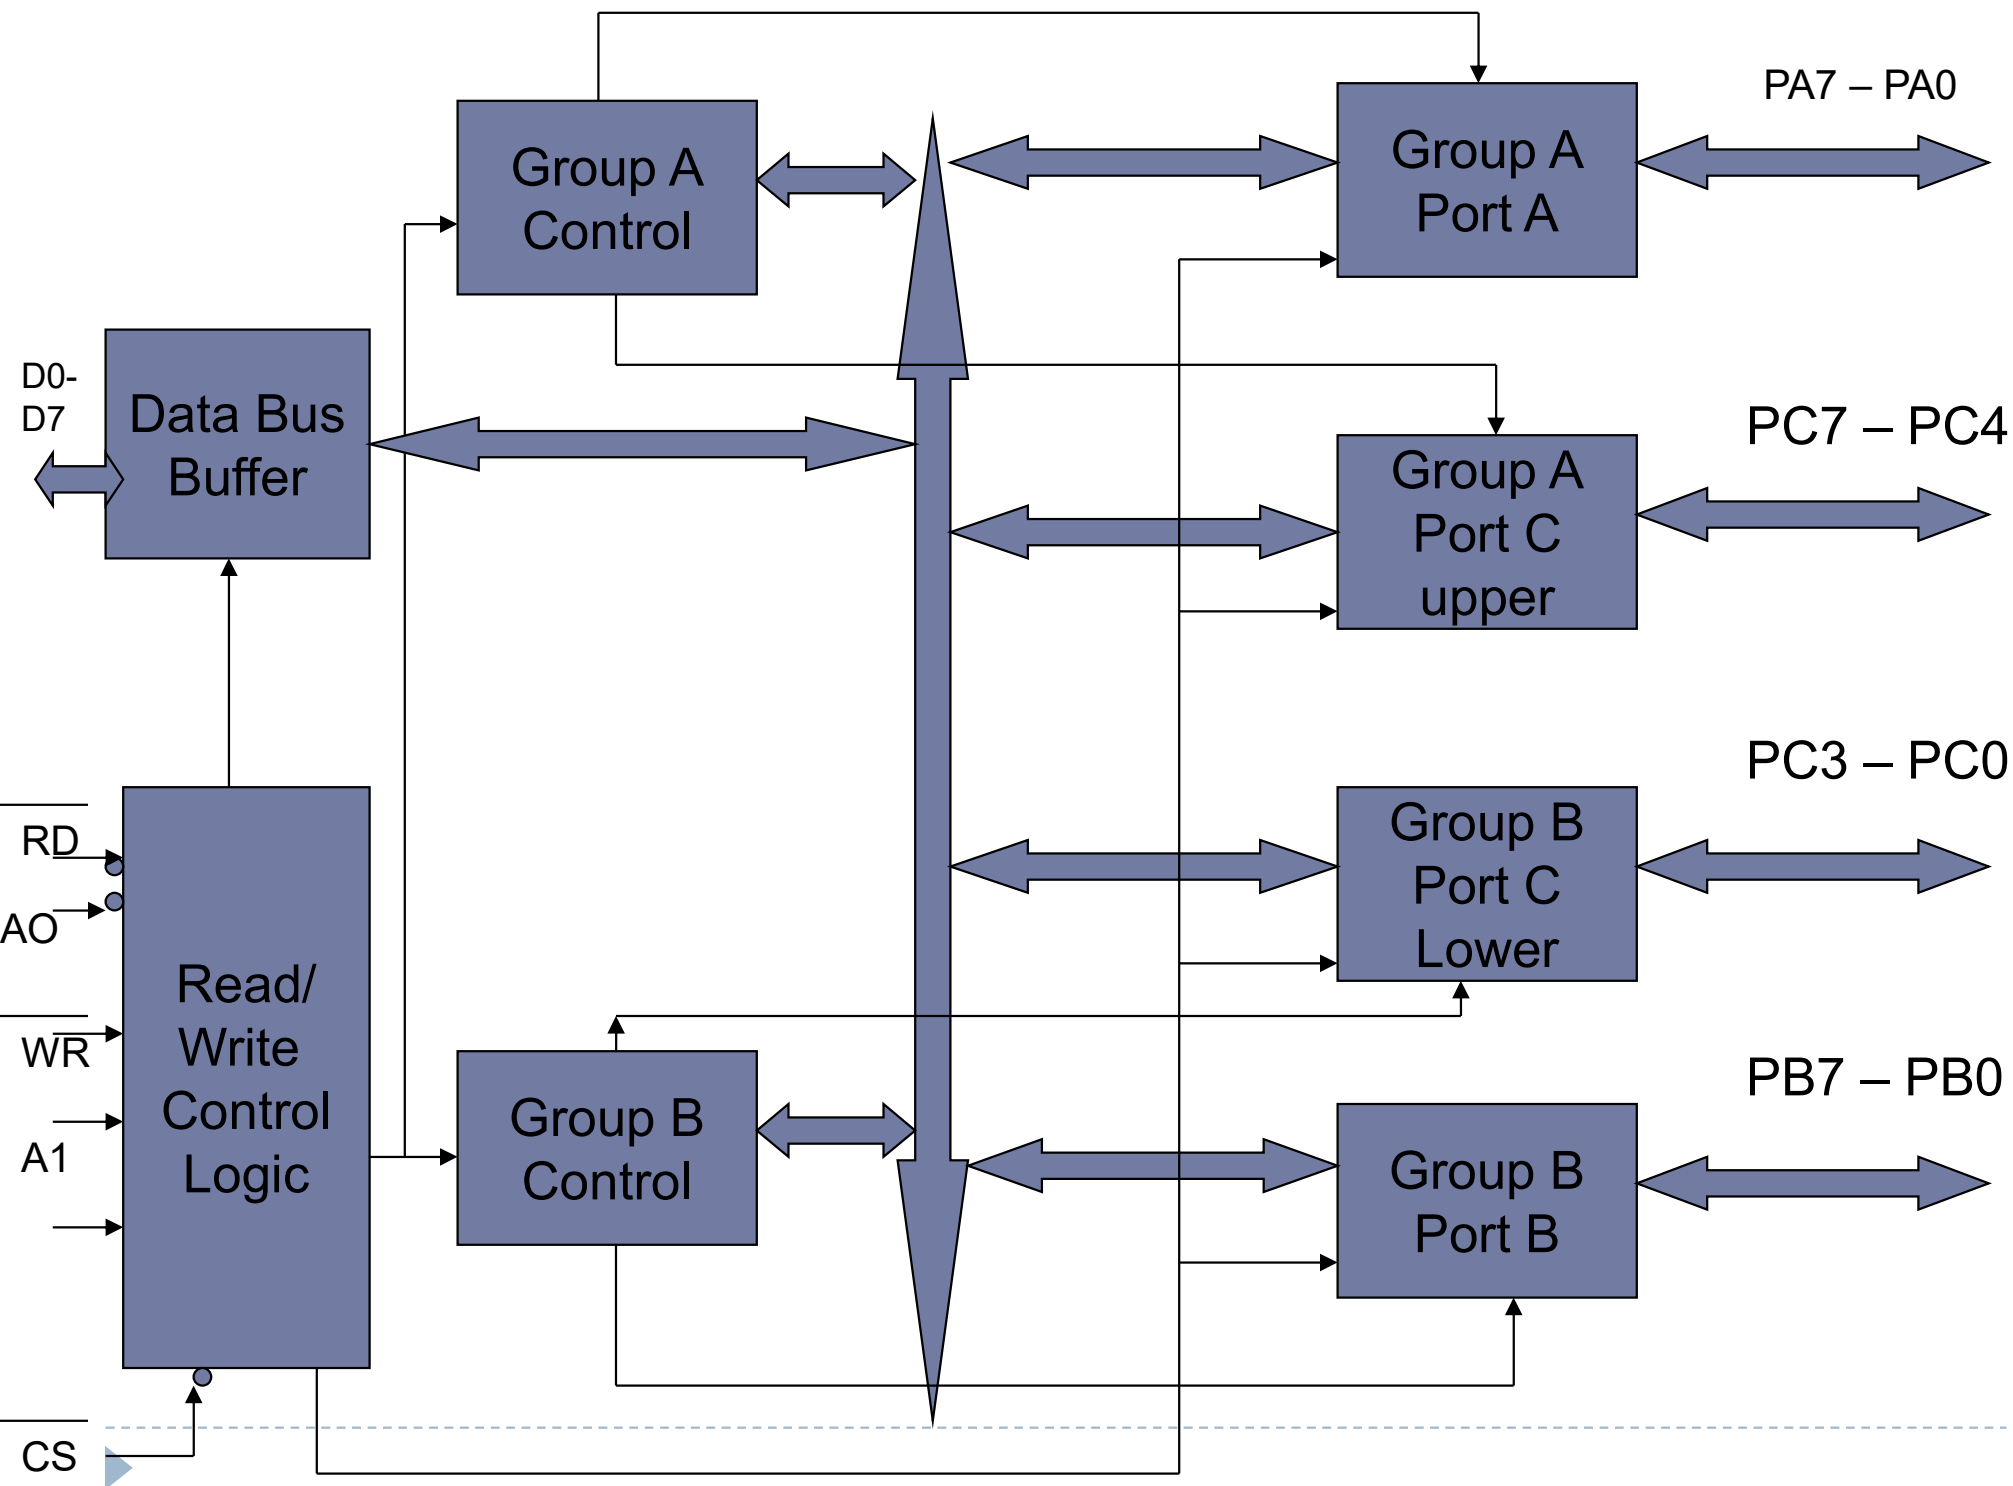 PA7 – PA0
Group A
Control
Group A
Port A
D0-
D7
Data Bus
Buffer
PC7 – PC4
Group A
Port C
upper
PC3 – PC0
RD
AO
WR
A1
CS
Read/
Write
Control
Logic
Group B
Port C
Lower
Group B
Control
PB7 – PB0
Group B
Port B